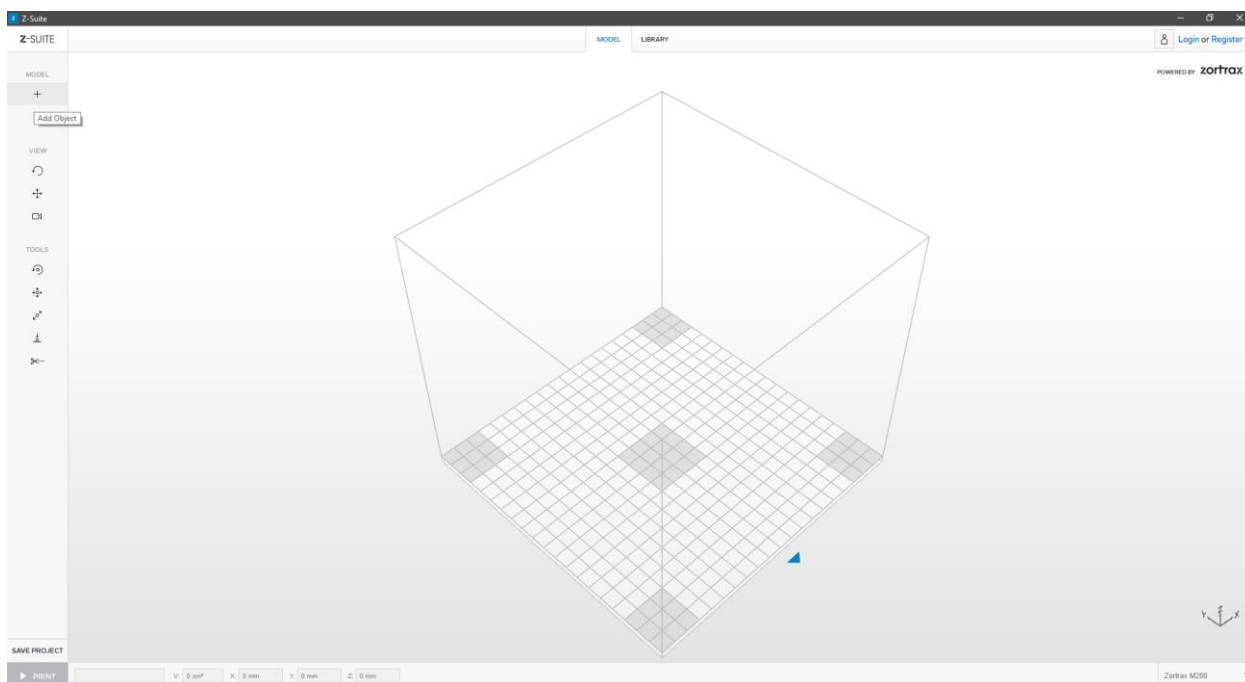 Z-Suite
Z-SUITE
MODEL
LIBRARY
Login or Register
POWERED BY zortrax
MODEL
Add Object
VIEW
TOOLS
Y Z X
SAVE PROJECT
PRINT
V: 0 cm³ X: 0 mm Y: 0 mm Z: 0 mm
Zortrax M200